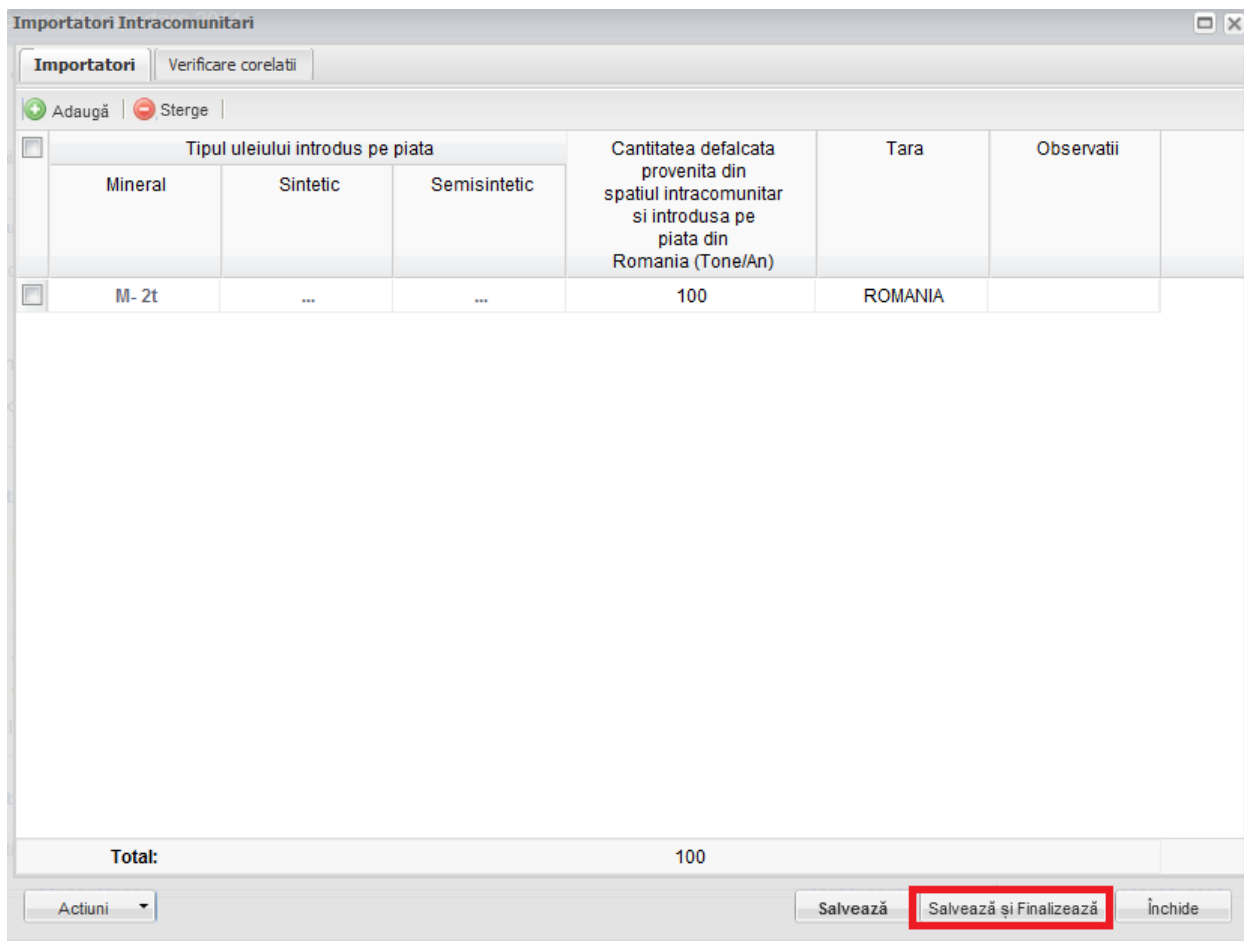 Importatori Intracomunitari
Importatori Verificare corelatii
Adaugă Sterge
Tipul uleiului introdus pe piata
Mineral Sintetic Semisintetic
Cantitatea defalcata
provenita din
spatiul intracomunitar
si introdusa pe
piata din
Romania (Tone/An)
Tara
Observatii
M- 2t ... ... 100 ROMANIA
Total: 100
Actiuni Salvează Salvează și Finalizează Închide